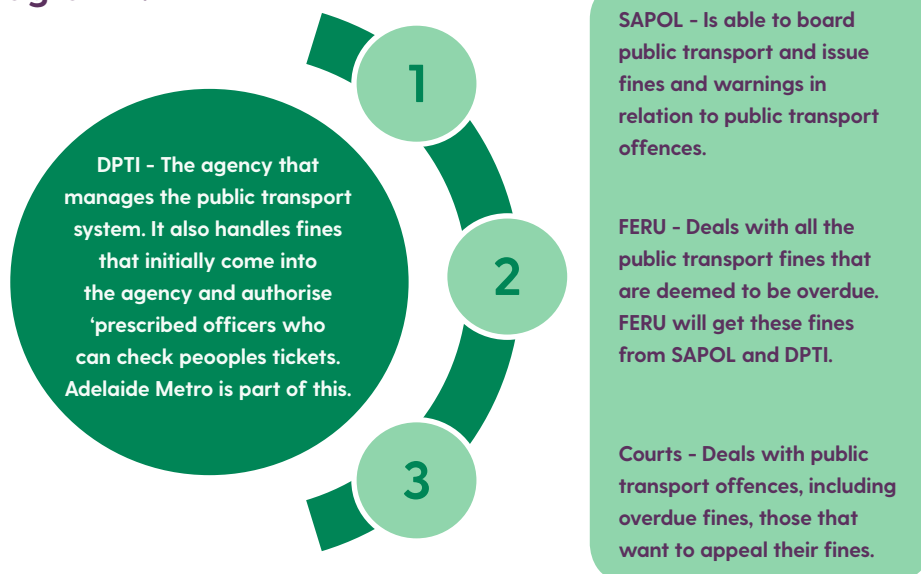 DPTI - The agency that
manages the public transport
system. It also handles fines
that initially come into
the agency and authorise
‘prescribed officers who
can check peooples tickets.
Adelaide Metro is part of this.
1
2
3
SAPOL - Is able to board
public transport and issue
fines and warnings in
relation to public transport
offences.
FERU - Deals with all the
public transport fines that
are deemed to be overdue.
FERU will get these fines
from SAPOL and DPTI.
Courts - Deals with public
transport offences, including
overdue fines, those that
want to appeal their fines.